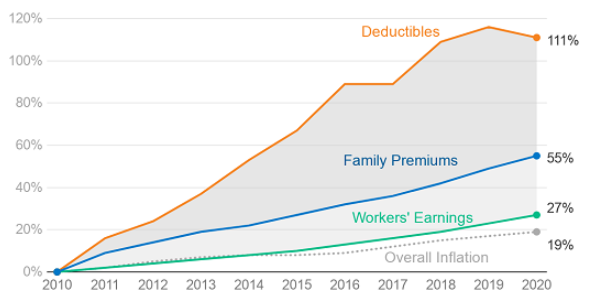 120%
Deductibles
111%
100%
80%
60%
Family Premiums
55%
40%
27%
Workers' Earnings
20%
19%
Overall Inflation
0%
2010 2011 2012 2013 2014 2015 2016 2017 2018 2019 2020